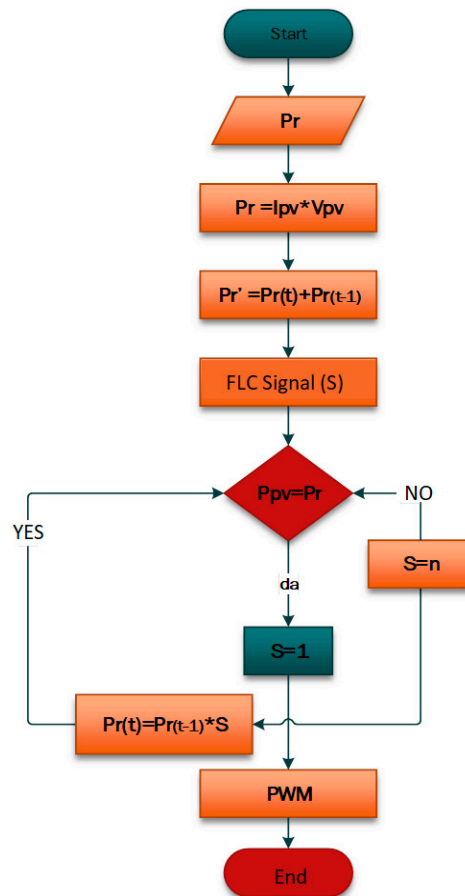 Start
Pr
Pr =Ipv*Vpv
Pr' =Pr(t)+Pr(t-1)
FLC Signal (S)
Ppv=Pr
NO
YES
S=n
da
S=1
Pr(t)=Pr(t-1)*S
PWM
End